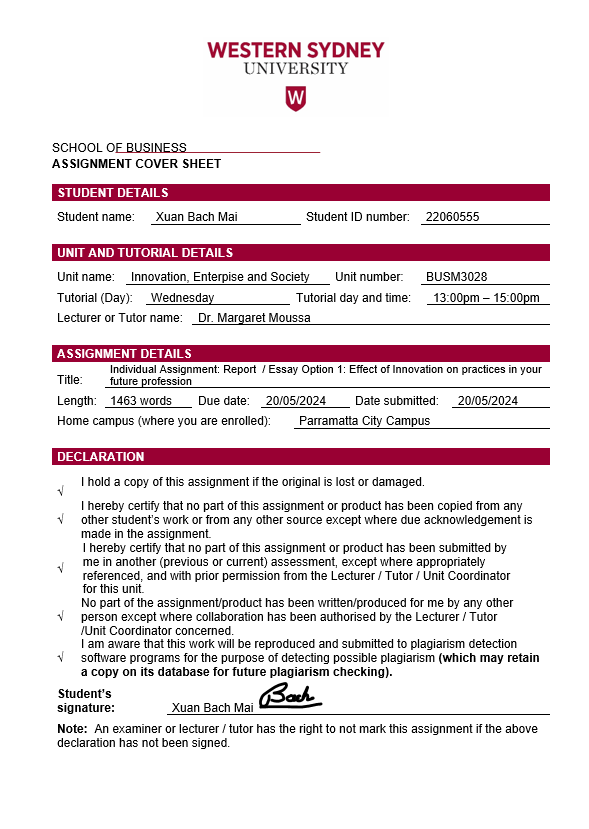 WESTERN SYDNEY
UNIVERSITY
W
SCHOOL OF BUSINESS
ASSIGNMENT COVER SHEET
STUDENT DETAILS
Student name: Xuan Bach Mai Student ID number: 22060555
UNIT AND TUTORIAL DETAILS
Unit name: Innovation, Enterpise and Society Unit number: BUSM3028
Tutorial (Day): Wednesday Tutorial day and time: 13:00pm – 15:00pm
Lecturer or Tutor name: Dr. Margaret Moussa
ASSIGNMENT DETAILS
Individual Assignment: Report / Essay Option 1: Effect of Innovation on practices in your
Title: future profession
Length: 1463 words Due date: 20/05/2024 Date submitted: 20/05/2024
Home campus (where you are enrolled): Parramatta City Campus
DECLARATION
I hold a copy of this assignment if the original is lost or damaged.
√
I hereby certify that no part of this assignment or product has been copied from any
√ other student’s work or from any other source except where due acknowledgement is
made in the assignment.
I hereby certify that no part of this assignment or product has been submitted by
me in another (previous or current) assessment, except where appropriately
√ referenced, and with prior permission from the Lecturer / Tutor / Unit Coordinator
for this unit.
No part of the assignment/product has been written/produced for me by any other
√ person except where collaboration has been authorised by the Lecturer / Tutor
/Unit Coordinator concerned.
I am aware that this work will be reproduced and submitted to plagiarism detection
√ software programs for the purpose of detecting possible plagiarism (which may retain
a copy on its database for future plagiarism checking).
Student’s
signature: Xuan Bach Mai Bach
Note: An examiner or lecturer / tutor has the right to not mark this assignment if the above
declaration has not been signed.